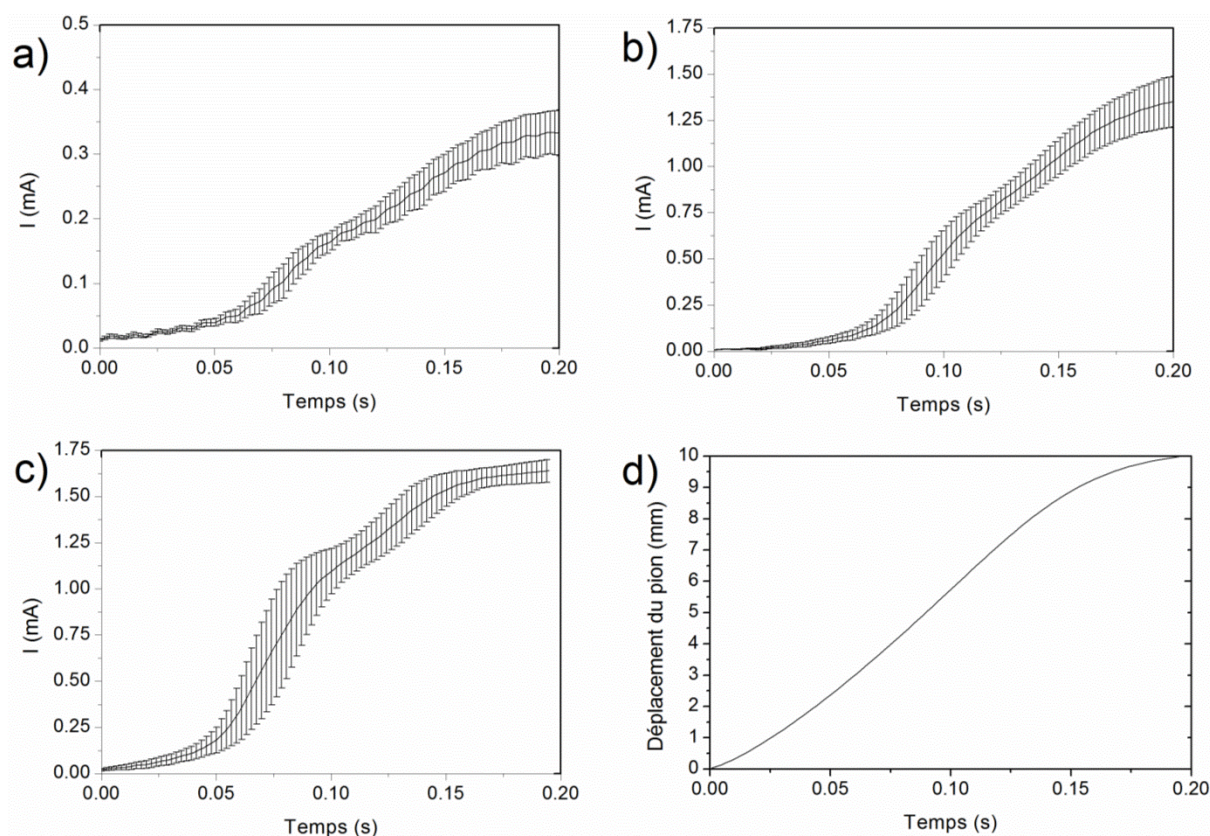 a)
0.5
0.4
0.3
0.2
0.1
0.0
I (mA)
0.00 0.05 0.10 0.15 0.20
Temps (s)
b)
1.75
1.50
1.25
1.00
0.75
0.50
0.25
0.00
I (mA)
0.00 0.05 0.10 0.15 0.20
Temps (s)
c)
1.75
1.50
1.25
1.00
0.75
0.50
0.25
0.00
I (mA)
0.00 0.05 0.10 0.15 0.20
Temps (s)
d)
10
9
8
7
6
5
4
3
2
1
0
Déplacement du pion (mm)
0.00 0.05 0.10 0.15 0.20
Temps (s)